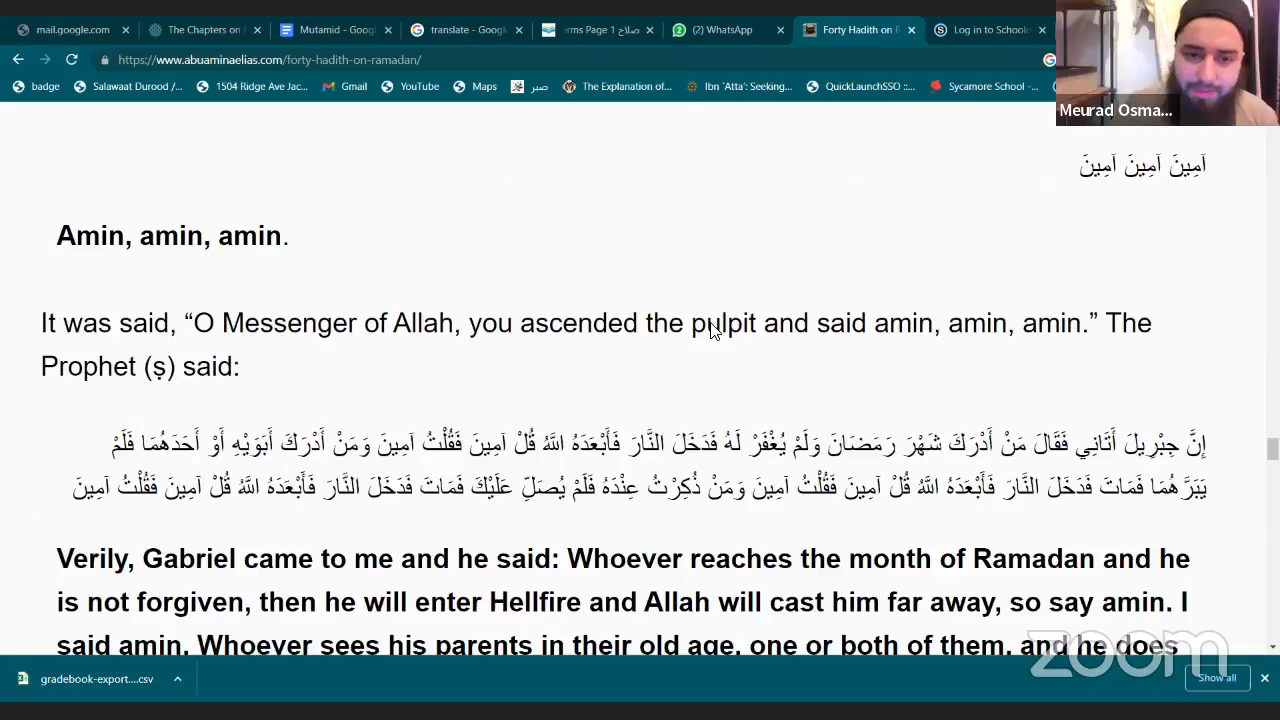 mail.google.com
The Chapters on
Mutamid - Goog
translate - Google
صلاح Terms Page 1
(2) WhatsApp
Forty Hadith on R
Log in to Schoolo
https://www.abuaminaelias.com/forty-hadith-on-ramadan/
badge
Salawaat Durood /...
1504 Ridge Ave Jac...
Gmail
YouTube
Maps
صبر
The Explanation of...
Ibn `Atta': Seeking...
QuickLaunchSSO ::...
Sycamore School -...
Meurad Osma...
آمِينَ آمِينَ آمِينَ
Amin, amin, amin.
It was said, “O Messenger of Allah, you ascended the pulpit and said amin, amin, amin.” The
Prophet (ṣ) said:
إِنَّ جِبْرِيلَ أَتَانِي فَقَالَ مَنْ أَدْرَكَ شَهْرَ رَمَضَانَ وَلَمْ يُغْفَرْ لَهُ فَدَخَلَ النَّارَ فَأَبْعَدَهُ اللَّهُ قُلْ آمِينَ فَقُلْتُ آمِينَ وَمَنْ أَدْرَكَ أَبَوَيْهِ أَوْ أَحَدَهُمَا فَلَمْ
يَبَرَّهُمَا فَمَاتَ فَدَخَلَ النَّارَ فَأَبْعَدَهُ اللَّهُ قُلْ آمِينَ فَقُلْتُ آمِينَ وَمَنْ ذُكِرْتُ عِنْدَهُ فَلَمْ يُصَلِّ عَلَيْكَ فَمَاتَ فَدَخَلَ النَّارَ فَأَبْعَدَهُ اللَّهُ قُلْ آمِينَ فَقُلْتُ آمِينَ
Verily, Gabriel came to me and he said: Whoever reaches the month of Ramadan and he
is not forgiven, then he will enter Hellfire and Allah will cast him far away, so say amin. I
said amin. Whoever sees his parents in their old age, one or both of them, and he does
zoom
gradebook-export....csv
Show all